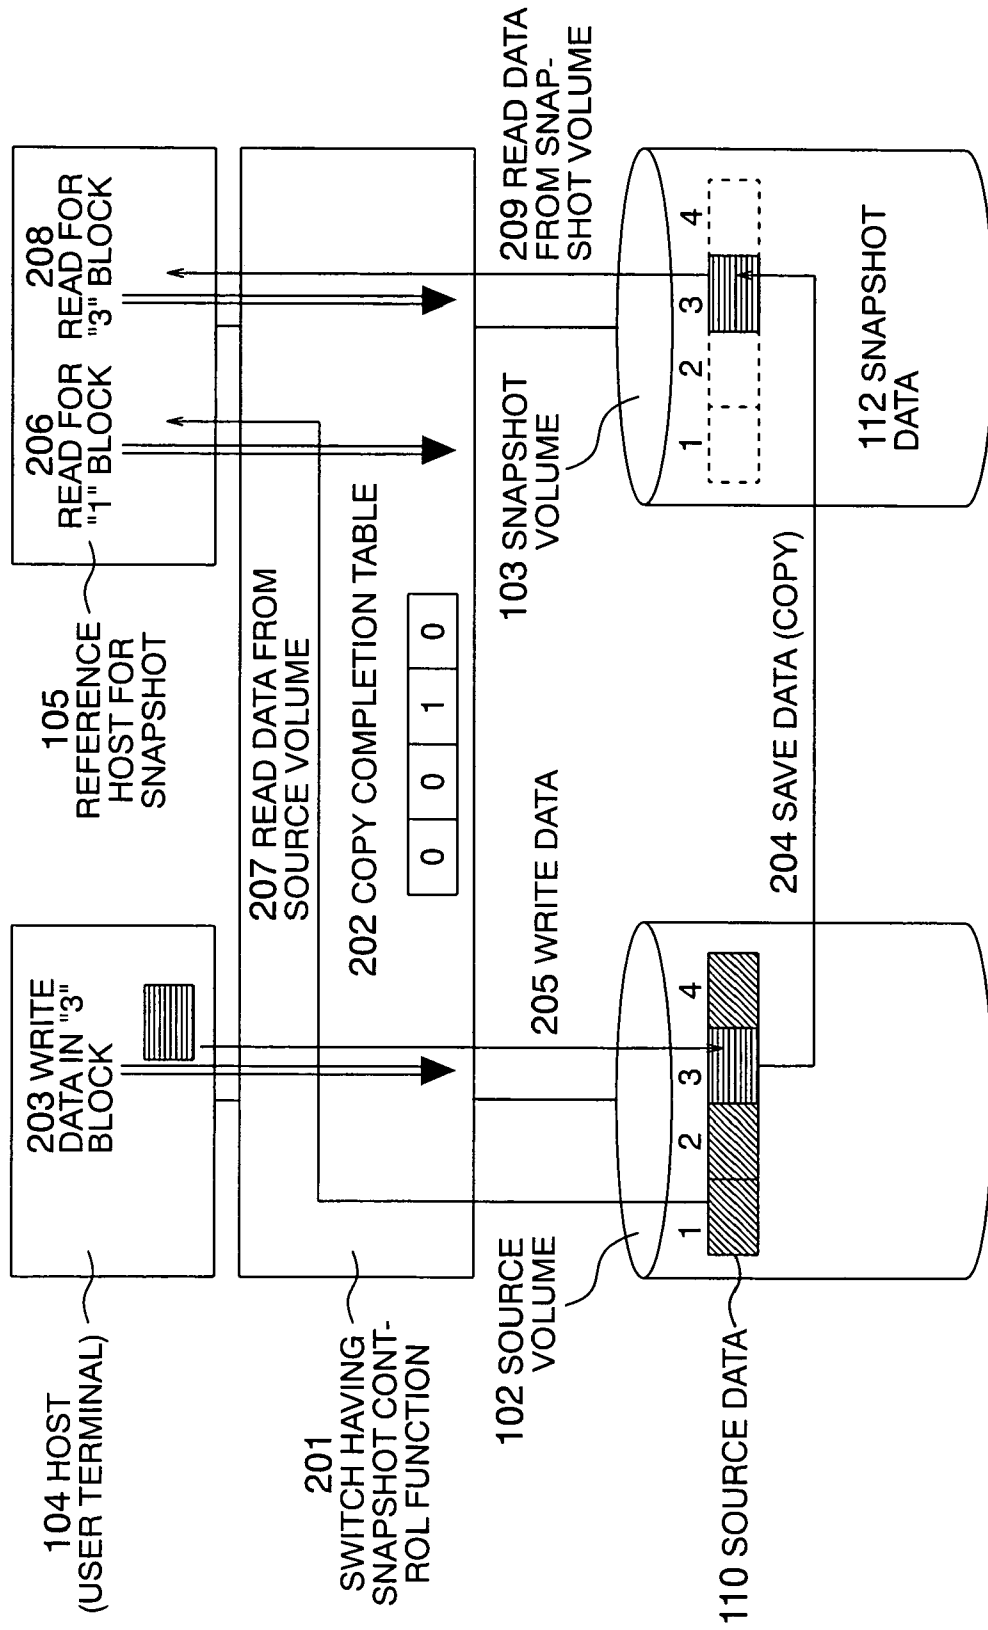 104 HOST
(USER TERMINAL)
203 WRITE
DATA IN "3"
BLOCK
105
REFERENCE
HOST FOR
SNAPSHOT
206
READ FOR
"1" BLOCK
208
READ FOR
"3" BLOCK
201
SWITCH HAVING
SNAPSHOT CONT-
ROL FUNCTION
207 READ DATA FROM
SOURCE VOLUME
202 COPY COMPLETION TABLE
0 0 1 0
102 SOURCE
VOLUME
205 WRITE DATA
103 SNAPSHOT
VOLUME
209 READ DATA
FROM SNAP-
SHOT VOLUME
1 2 3 4
1 2 3 4
110 SOURCE DATA
204 SAVE DATA (COPY)
112 SNAPSHOT
DATA